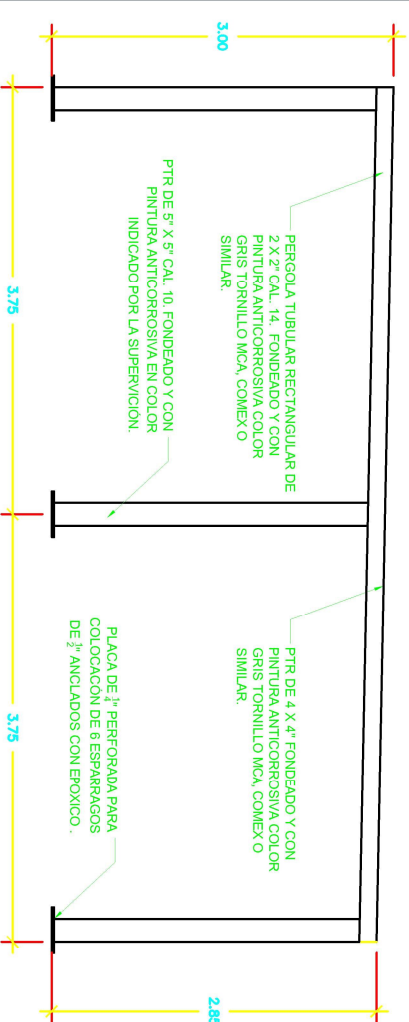 3.00
PERGOLA TUBULAR RECTANGULAR DE
2 X 2" CAL. 14. FONDEADO Y CON
PINTURA ANTICORROSIVA COLOR
GRIS TORNILLO MCA, COMEX O
SIMILAR.
PTR DE 4 X 4" FONDEADO Y CON
PINTURA ANTICORROSIVA COLOR
GRIS TORNILLO MCA, COMEX O
SIMILAR.
PTR DE 5" X 5" CAL. 10. FONDEADO Y CON
PINTURA ANTICORROSIVA EN COLOR
INDICADO POR LA SUPERVICIÓN.
PLACA DE 1/4" PERFORADA PARA
COLOCACÓN DE 6 ESPARRAGOS
DE 1/2" ANCLADOS CON EPOXICO .
3.75
3.75